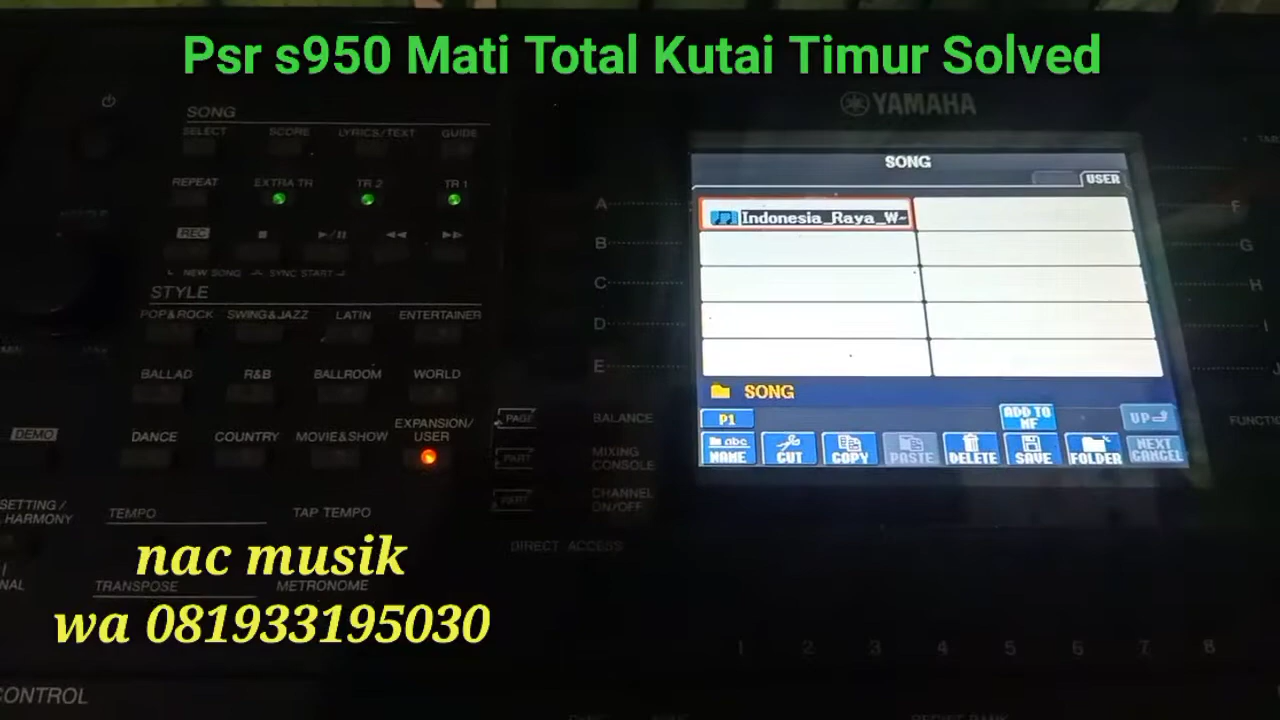 Psr s950 Mati Total Kutai Timur Solved
YAMAHA
SONG
SELECT SCORE LYRICS/TEXT GUIDE
REPEAT EXTRA TR TR 2 TR 1
REC
NEW SONG SYNC START
STYLE
POP&ROCK SWING&JAZZ LATIN ENTERTAINER
BALLAD R&B BALLROOM WORLD
DEMO
DANCE COUNTRY MOVIE&SHOW EXPANSION/
USER
SETTING /
HARMONY
TEMPO TAP TEMPO
nac musik
TRANSPOSE METRONOME
wa 081933195030
CONTROL
A
B
C
D
E
PAGE BALANCE
PART MIXING
CONSOLE
PART CHANNEL
ON/OFF
DIRECT ACCESS
SONG
USER
Indonesia_Raya_W~
SONG
P1 ADD TO
MF UP
abc
NAME CUT COPY PASTE DELETE SAVE FOLDER NEXT
CANCEL
F
G
H
I
J
1 2 3 4 5 6 7 8